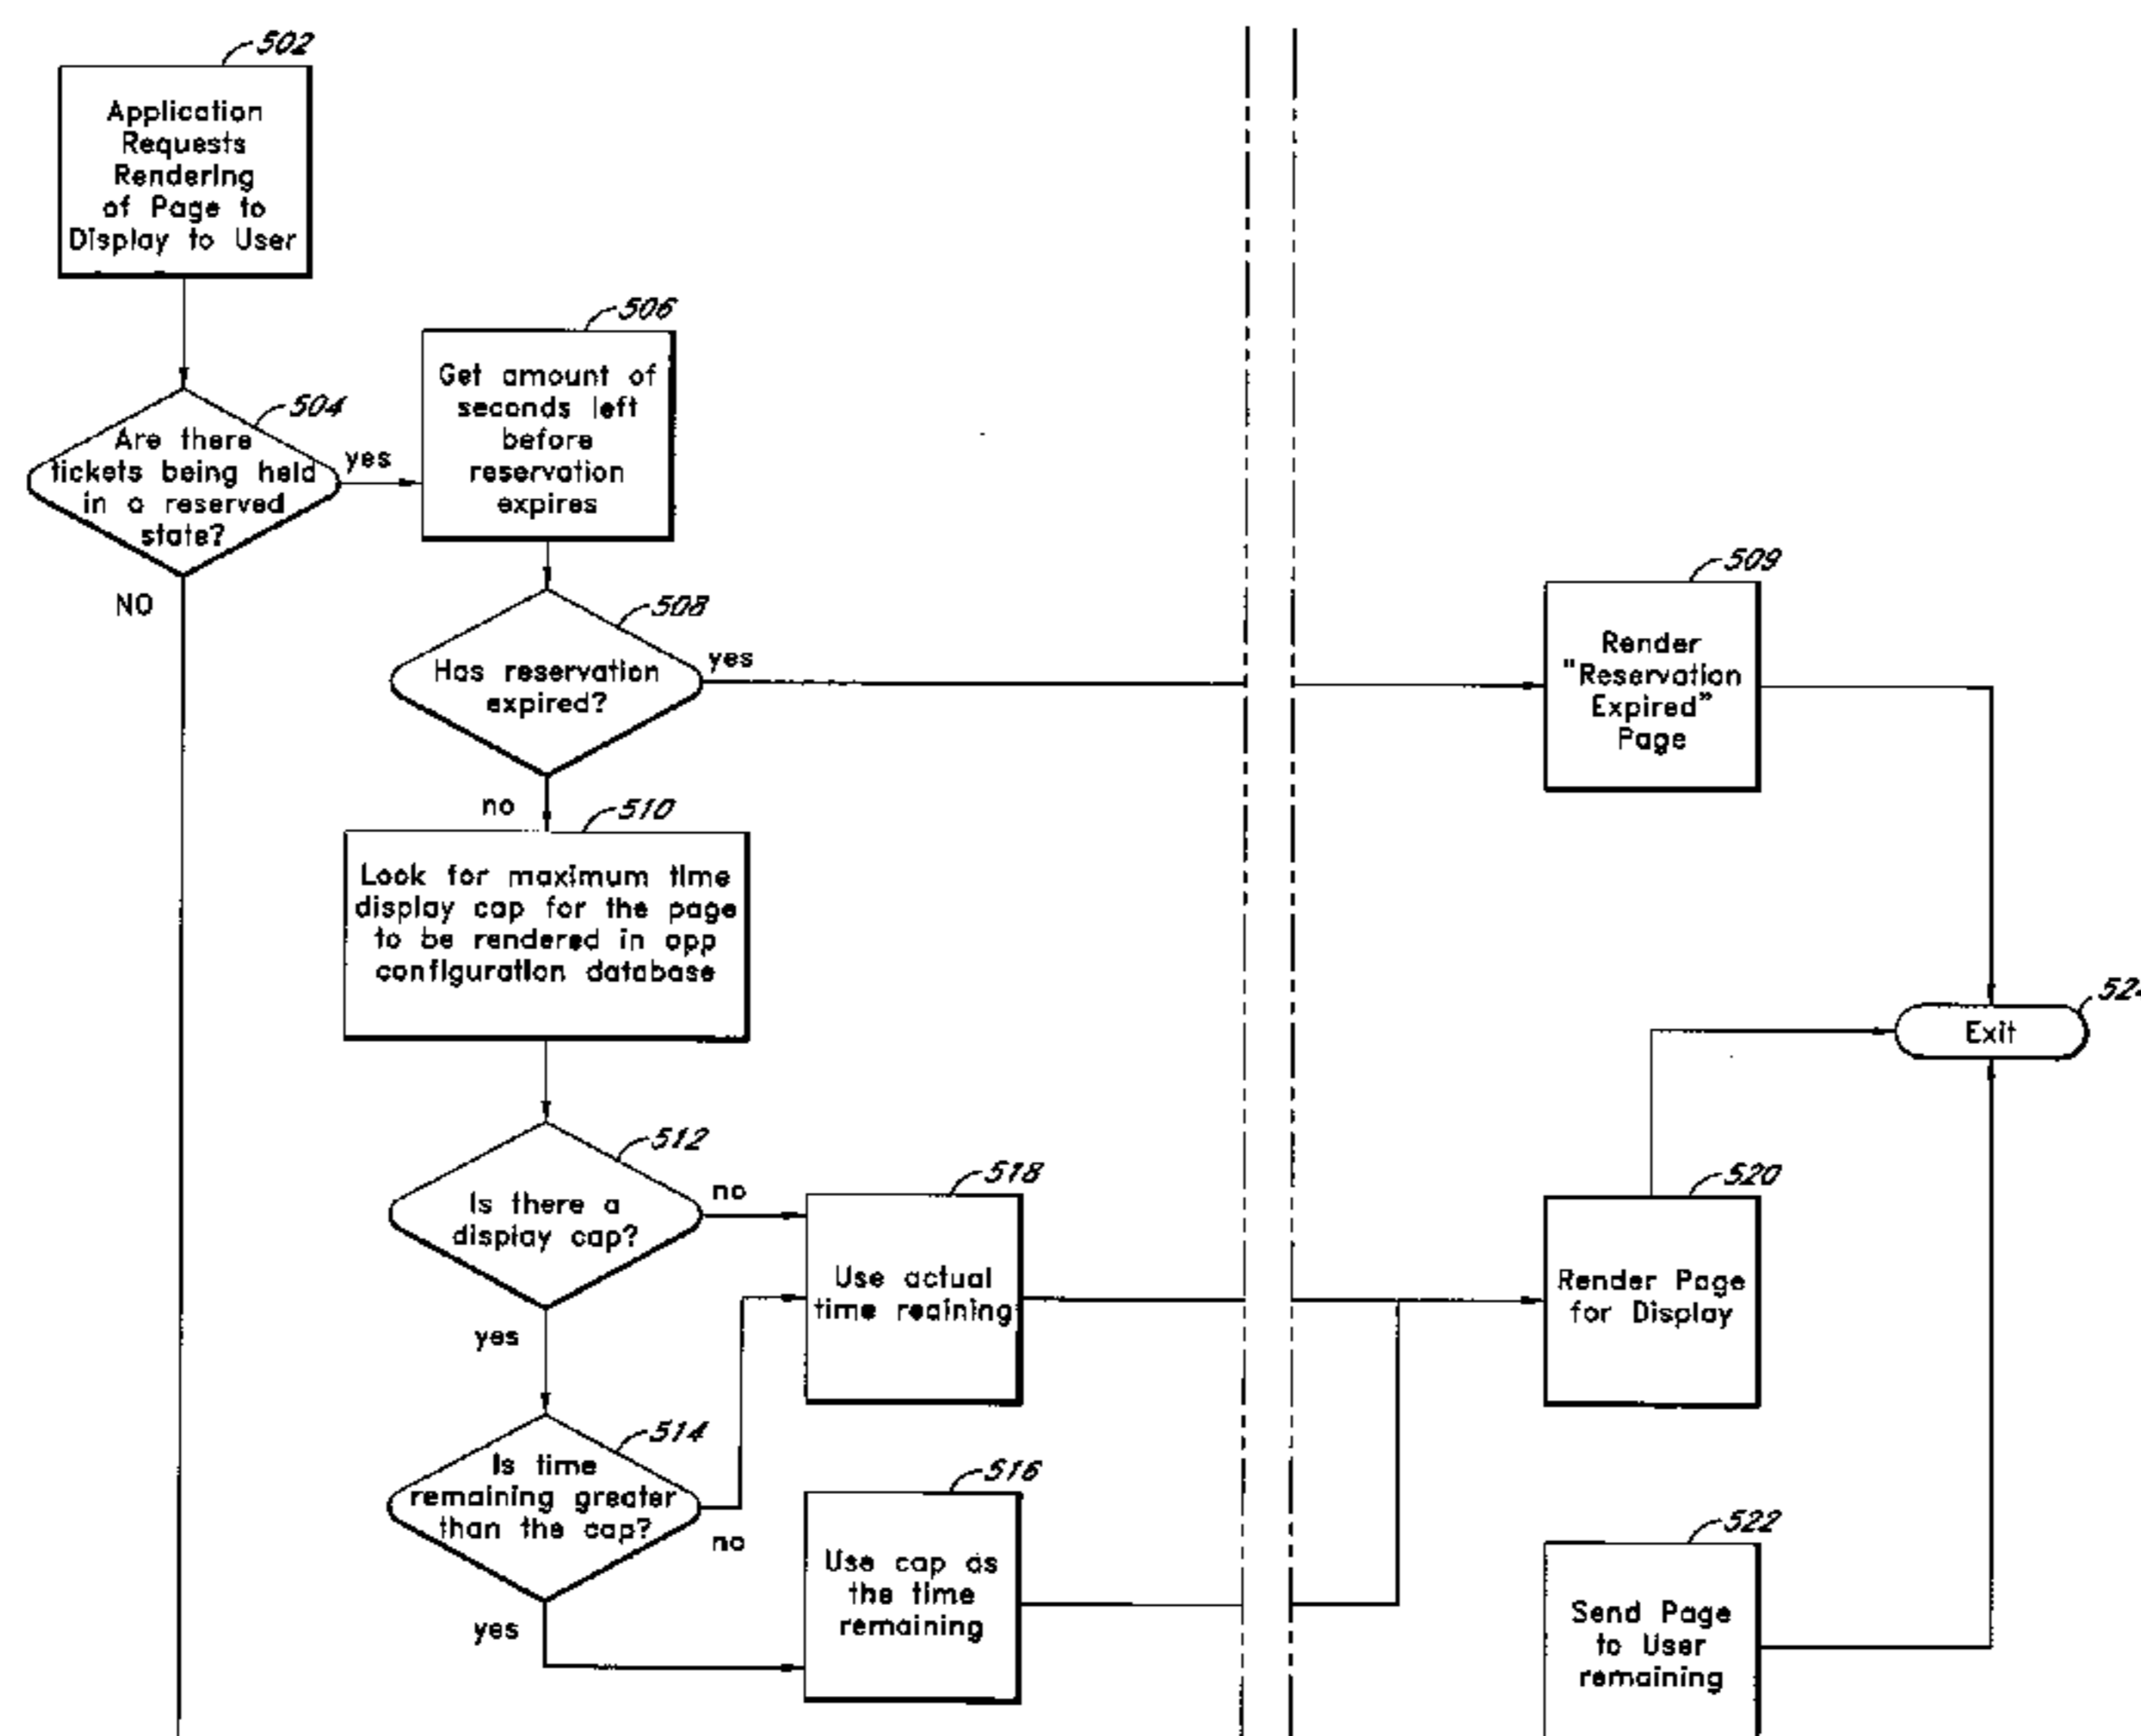 502
Application
Requests
Rendering
of Page to
Display to User
504
Are there
tickets being held
in a reserved
state?
yes
NO
506
Get amount of
seconds left
before
reservation
expires
508
Has reservation
expired?
yes
no
509
Render
"Reservation
Expired"
Page
510
Look for maximum time
display cap for the page
to be rendered in app
configuration database
512
Is there a
display cap?
no
yes
514
Is time
remaining greater
than the cap?
no
yes
518
Use actual
time reaining
516
Use cap as
the time
remaining
520
Render Page
for Display
522
Send Page
to User
remaining
Exit